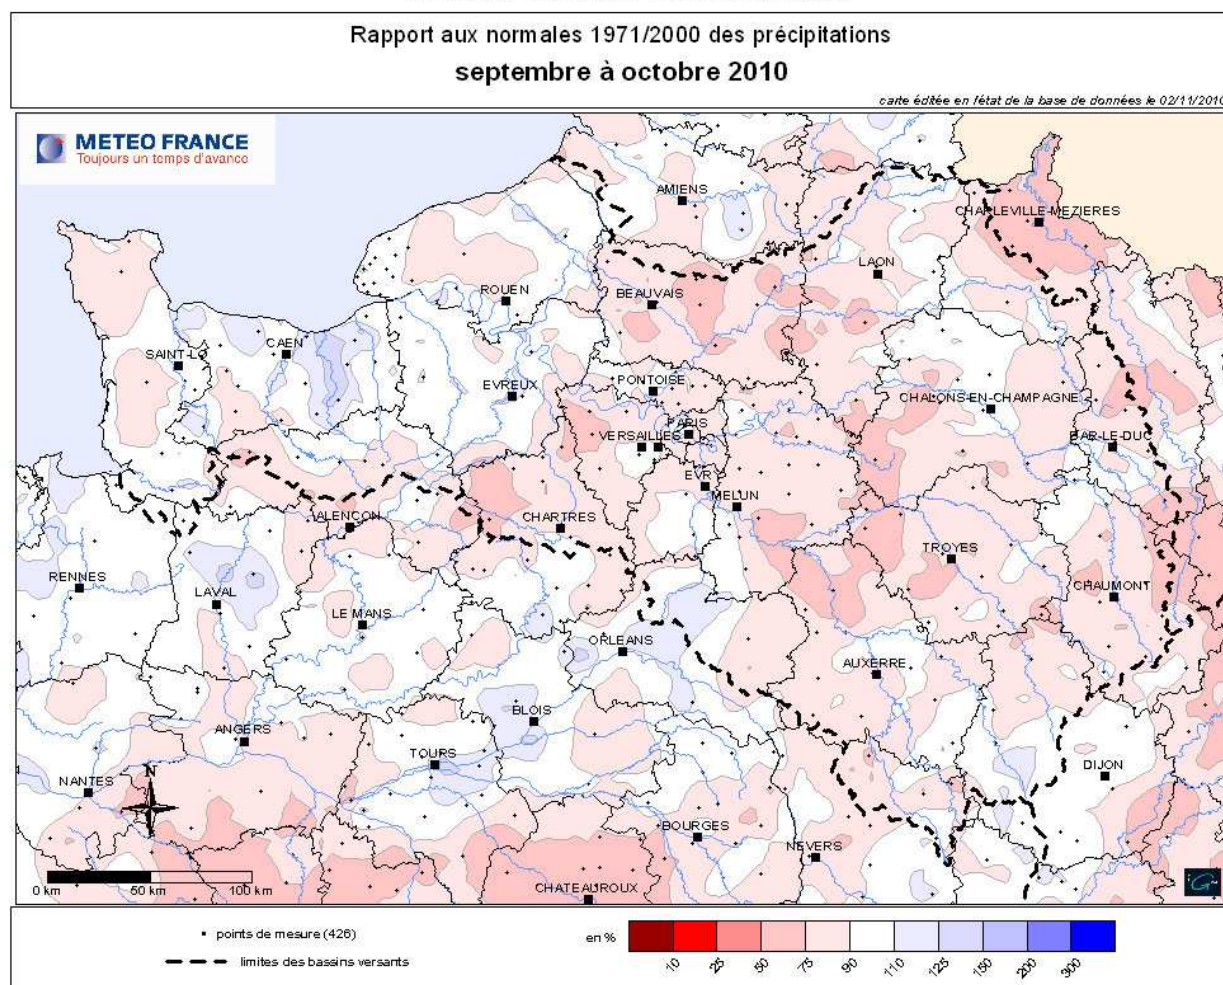 Rapport aux normales 1971/2000 des précipitations
septembre à octobre 2010
carte éditée en l'état de la base de données le 02/11/2010
METEO FRANCE
Toujours un temps d'avance
AMIENS
CHARLEVILLE-MEZIERES
LAON
ROUEN
BEAUVAIS
CAEN
SAINT-LO
EVREUX
PONTOISE
CHALONS-EN-CHAMPAGNE
PARIS
VERSAILLES
BAR-LE-DUC
EVRY
MELUN
ALENCON
CHARTRES
TROYES
RENNES
LAVAL
CHAUMONT
LE MANS
ORLEANS
AUXERRE
BLOIS
ANGERS
TOURS
DIJON
NANTES
N
BOURGES
NEVERS
0 km 50 km 100 km
CHATEAUROUX
points de mesure (426)
en %
limites des bassins versants
10 25 50 75 90 110 125 150 200 300